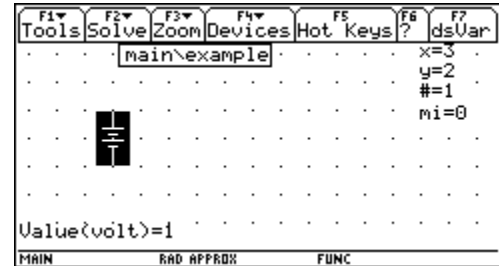 F1▼ F2▼ F3▼ F4▼ F5 F6 F7
Tools Solve Zoom Devices Hot Keys ? dsVar
main\example
x=3
y=2
#=1
mi=0
Value(volt)=1
MAIN RAD APPROX FUNC